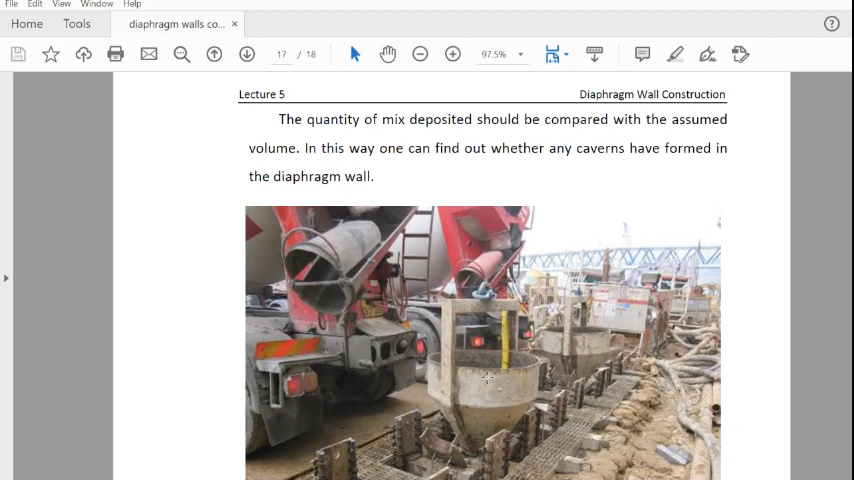 File Edit View Window Help
Home Tools diaphragm walls co... ×
17 / 18 97.5%
Lecture 5 Diaphragm Wall Construction
The quantity of mix deposited should be compared with the assumed
volume. In this way one can find out whether any caverns have formed in
the diaphragm wall.